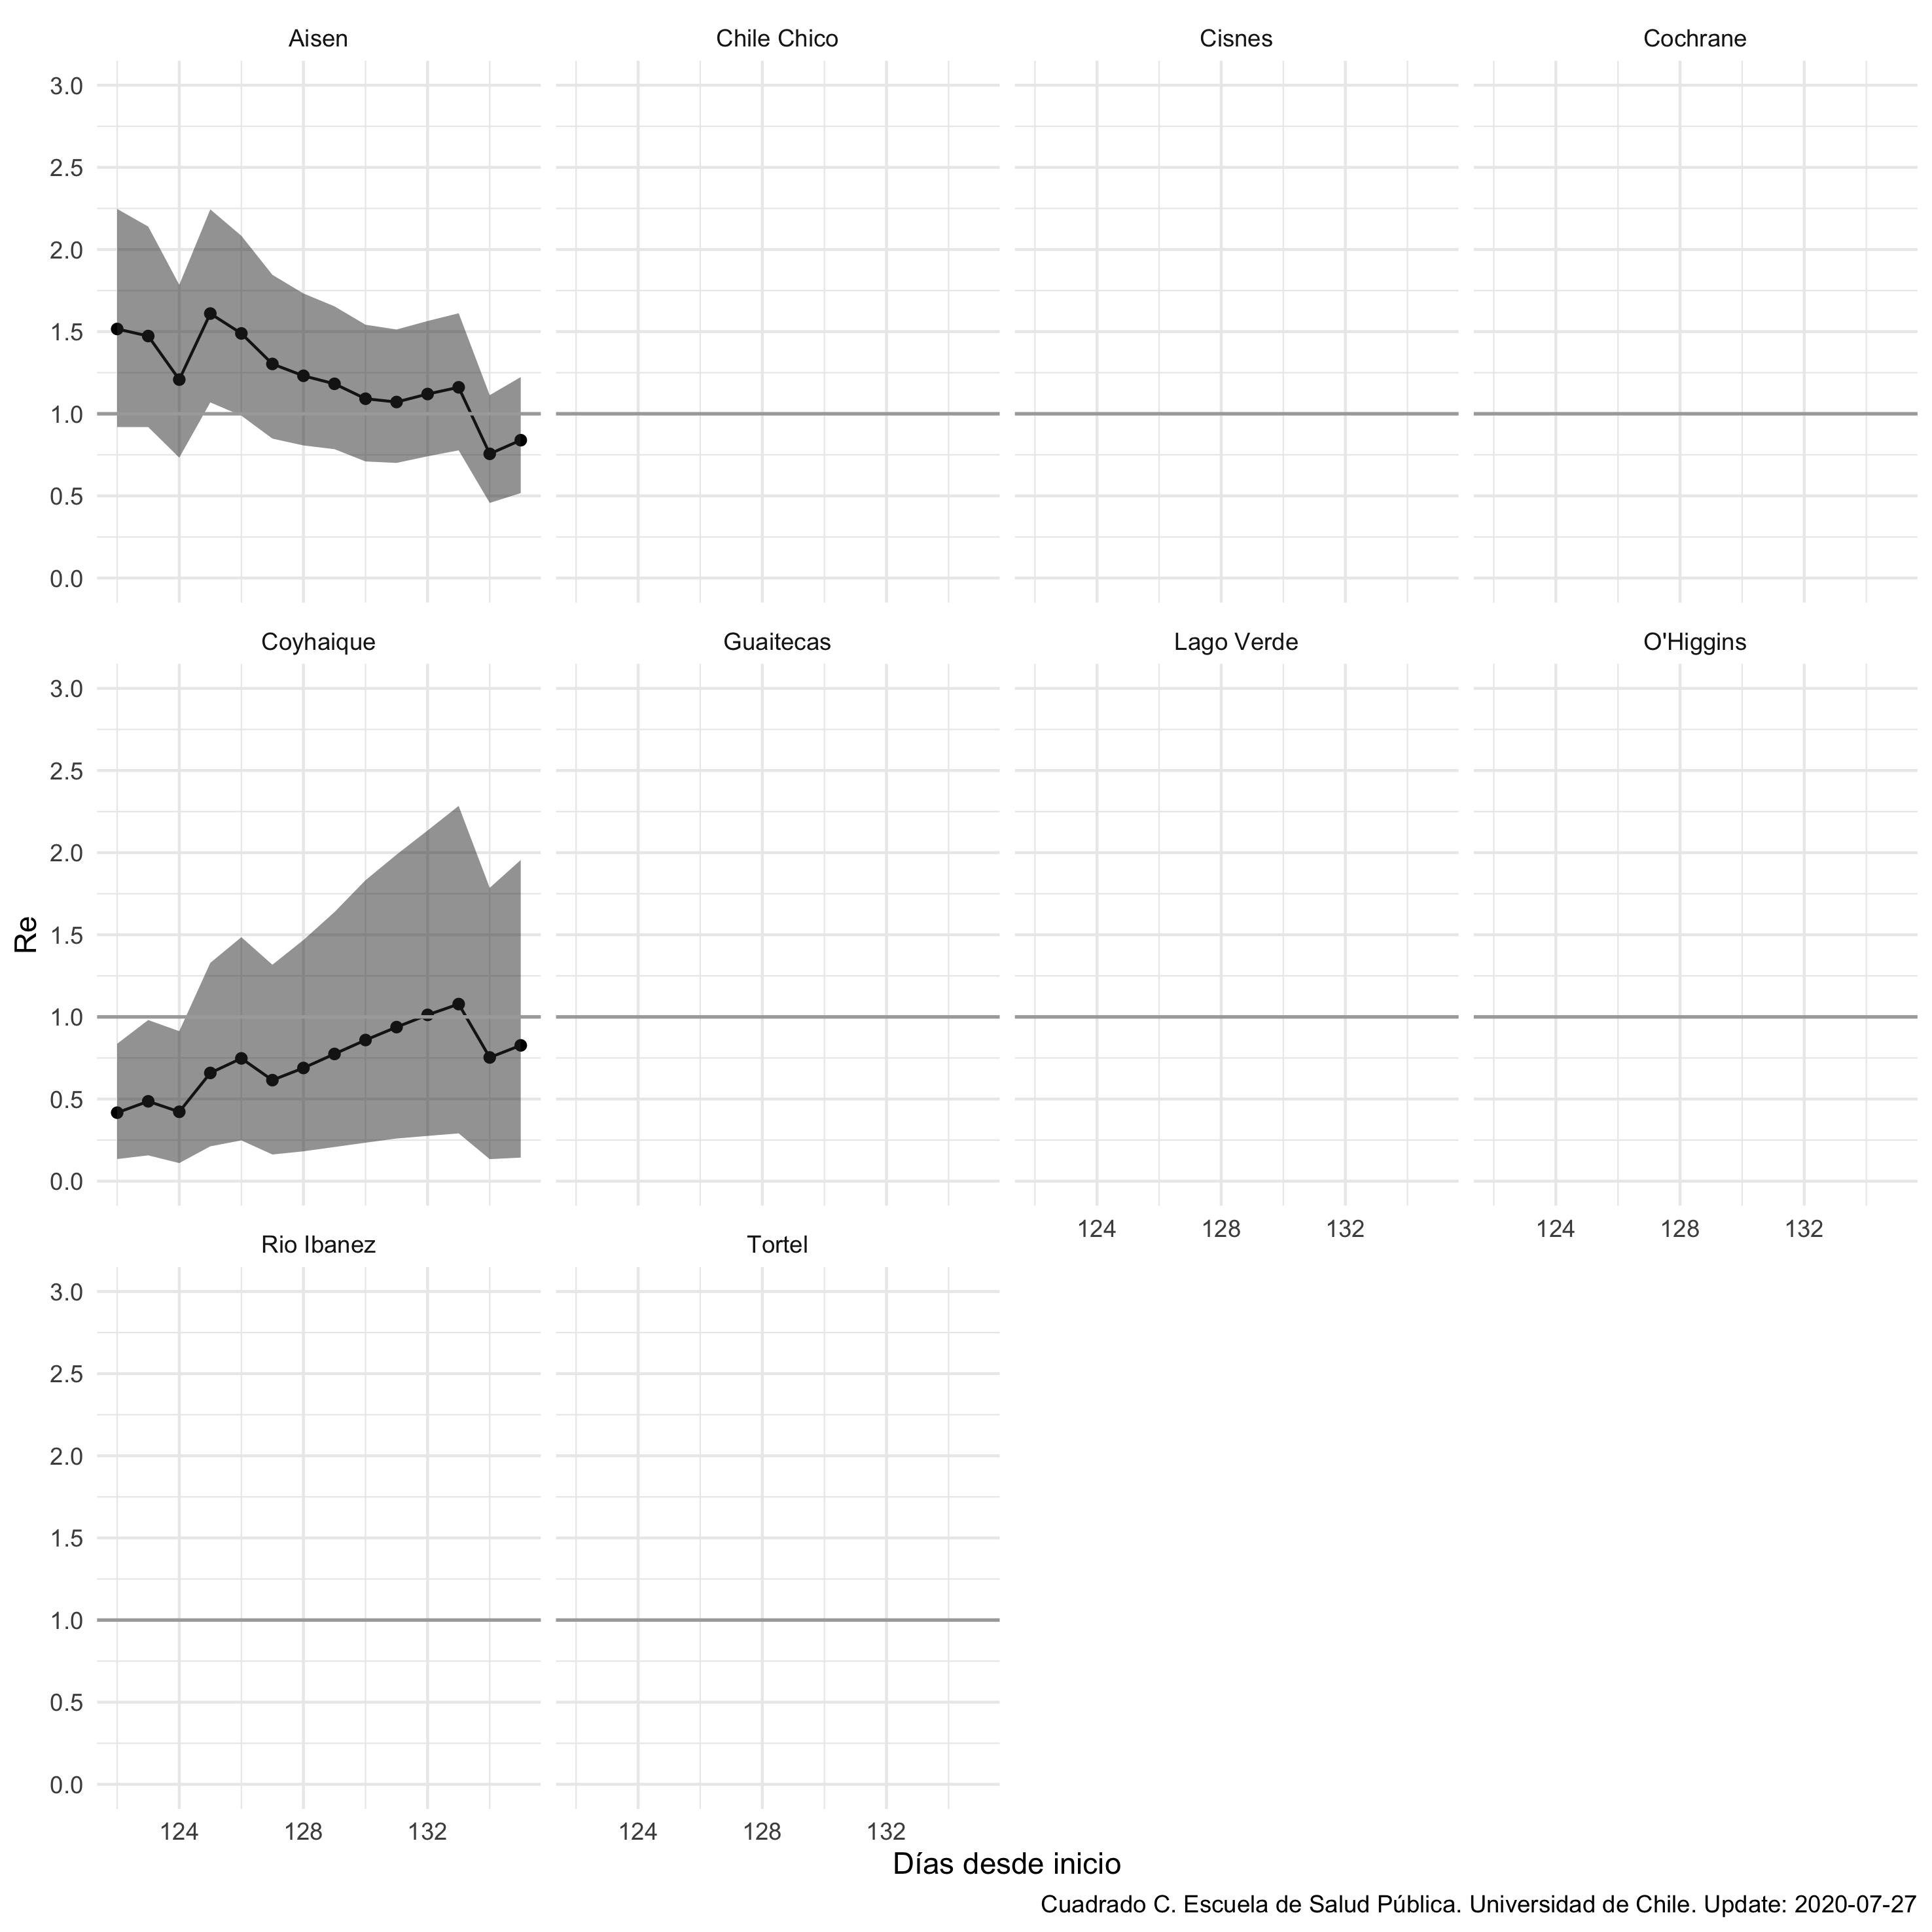 Aisen Chile Chico Cisnes Cochrane
3.0
2.5
2.0
1.5
1.0
0.5
0.0
Coyhaique Guaitecas Lago Verde O'Higgins
3.0
2.5
2.0
1.5
1.0
0.5
0.0
124 128 132 124 128 132
Rio Ibanez Tortel
3.0
2.5
2.0
1.5
1.0
0.5
0.0
124 128 132 124 128 132
Re
Días desde inicio
Cuadrado C. Escuela de Salud Pública. Universidad de Chile. Update: 2020-07-27